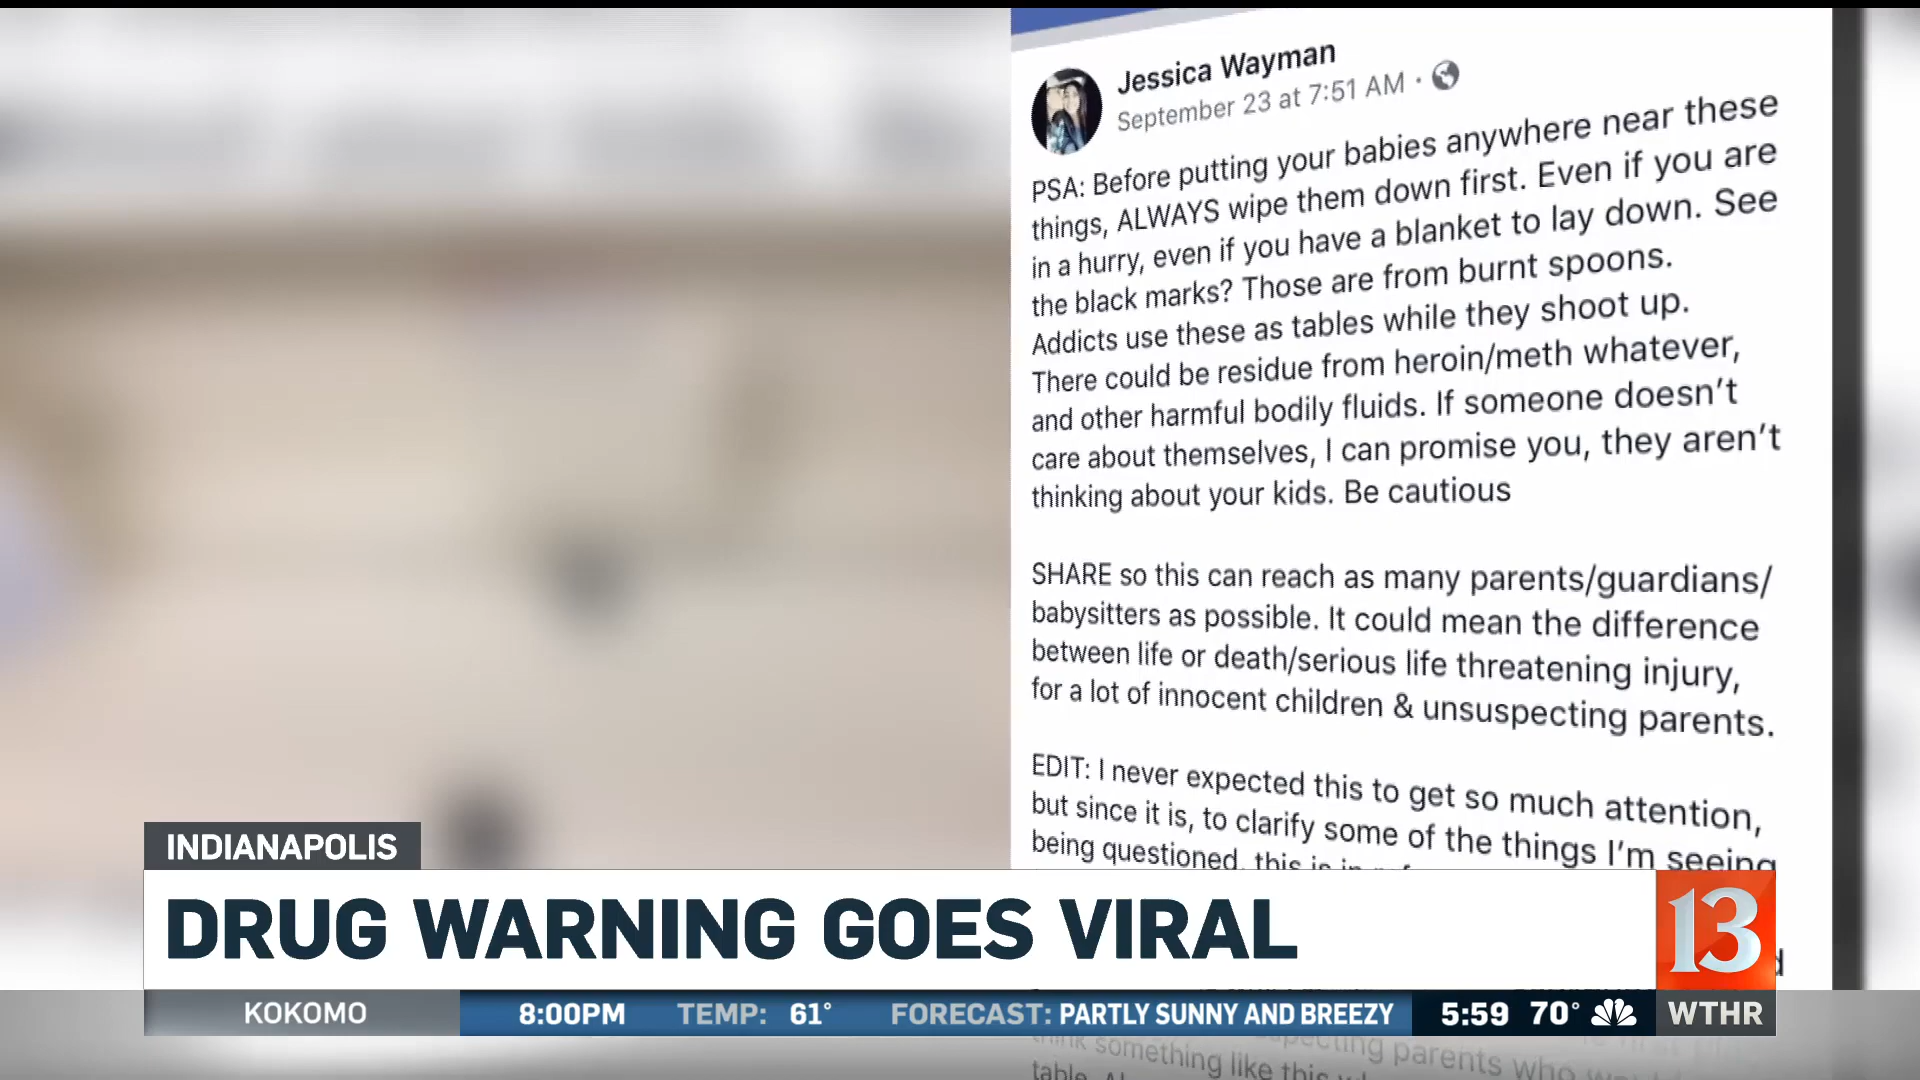 Jessica Wayman
September 23 at 7:51 AM ·
PSA: Before putting your babies anywhere near these
things, ALWAYS wipe them down first. Even if you are
in a hurry, even if you have a blanket to lay down. See
the black marks? Those are from burnt spoons.
Addicts use these as tables while they shoot up.
There could be residue from heroin/meth whatever,
and other harmful bodily fluids. If someone doesn't
care about themselves, I can promise you, they aren't
thinking about your kids. Be cautious
SHARE so this can reach as many parents/guardians/
babysitters as possible. It could mean the difference
between life or death/serious life threatening injury,
for a lot of innocent children & unsuspecting parents.
EDIT: I never expected this to get so much attention,
but since it is, to clarify some of the things I'm seeing
being questioned, this is in
INDIANAPOLIS
DRUG WARNING GOES VIRAL
13
KOKOMO 8:00PM TEMP: 61° FORECAST: PARTLY SUNNY AND BREEZY 5:59 70° WTHR
parents who
something like this
table.